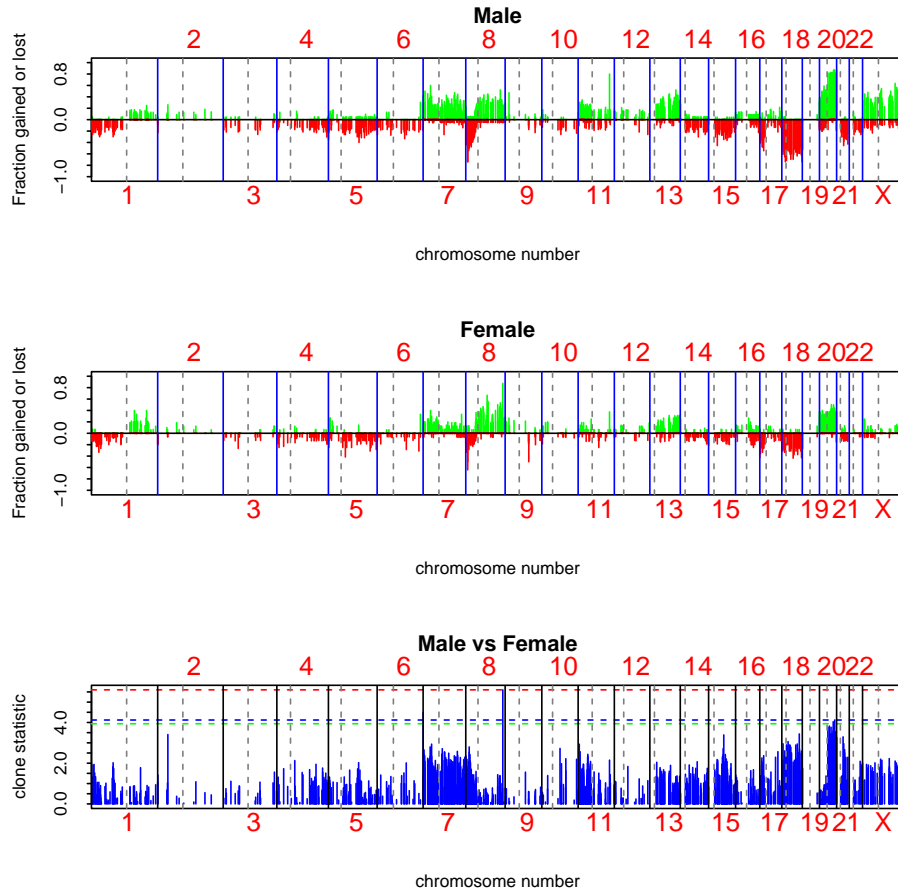 Male
2 4 6 8 10 12 14 16 18 20 22
Fraction gained or lost
-1.0 0.0 0.8
1 3 5 7 9 11 13 15 17 19 21 X
chromosome number
Female
2 4 6 8 10 12 14 16 18 20 22
Fraction gained or lost
-1.0 0.0 0.8
1 3 5 7 9 11 13 15 17 19 21 X
chromosome number
Male vs Female
2 4 6 8 10 12 14 16 18 20 22
clone statistic
0.0 2.0 4.0
1 3 5 7 9 11 13 15 17 19 21 X
chromosome number